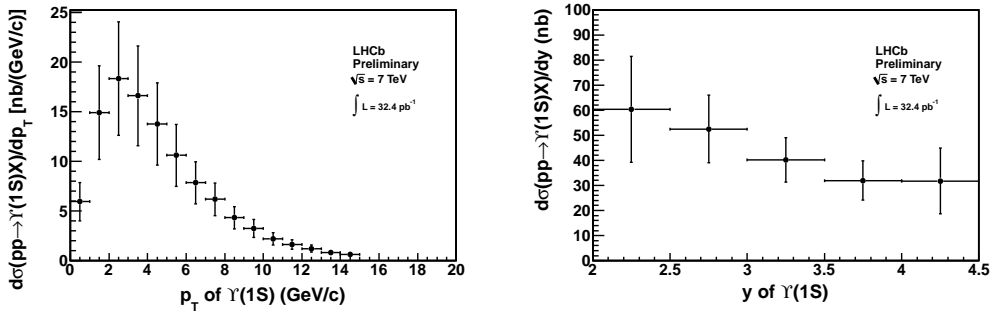 dσ(pp→ϒ(1S)X)/dp_T [nb/(GeV/c)]
25
20
15
10
5
0
LHCb
Preliminary
√s = 7 TeV
∫ L = 32.4 pb⁻¹
0 2 4 6 8 10 12 14 16 18 20
p_T of ϒ(1S) (GeV/c)
dσ(pp→ϒ(1S)X)/dy (nb)
100
90
80
70
60
50
40
30
20
10
0
LHCb
Preliminary
√s = 7 TeV
∫ L = 32.4 pb⁻¹
2 2.5 3 3.5 4 4.5
y of ϒ(1S)